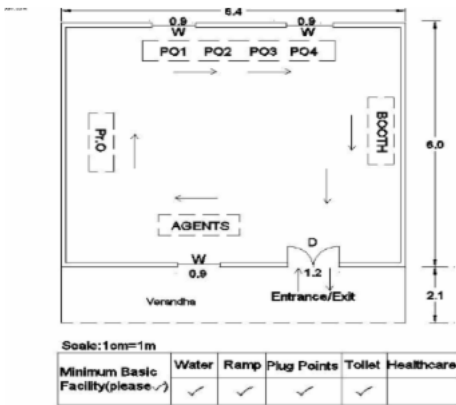 6.4
0.9 0.9
W W
PO1 PO2 PO3 PO4
Pr.O
BOOTH
6.0
AGENTS
W D
0.9 1.2
Verandha Entrance/Exit
2.1
Scale:1cm=1m
Minimum Basic Facility(please✓) Water Ramp Plug Points Toilet Healthcare
✓ ✓ ✓ ✓